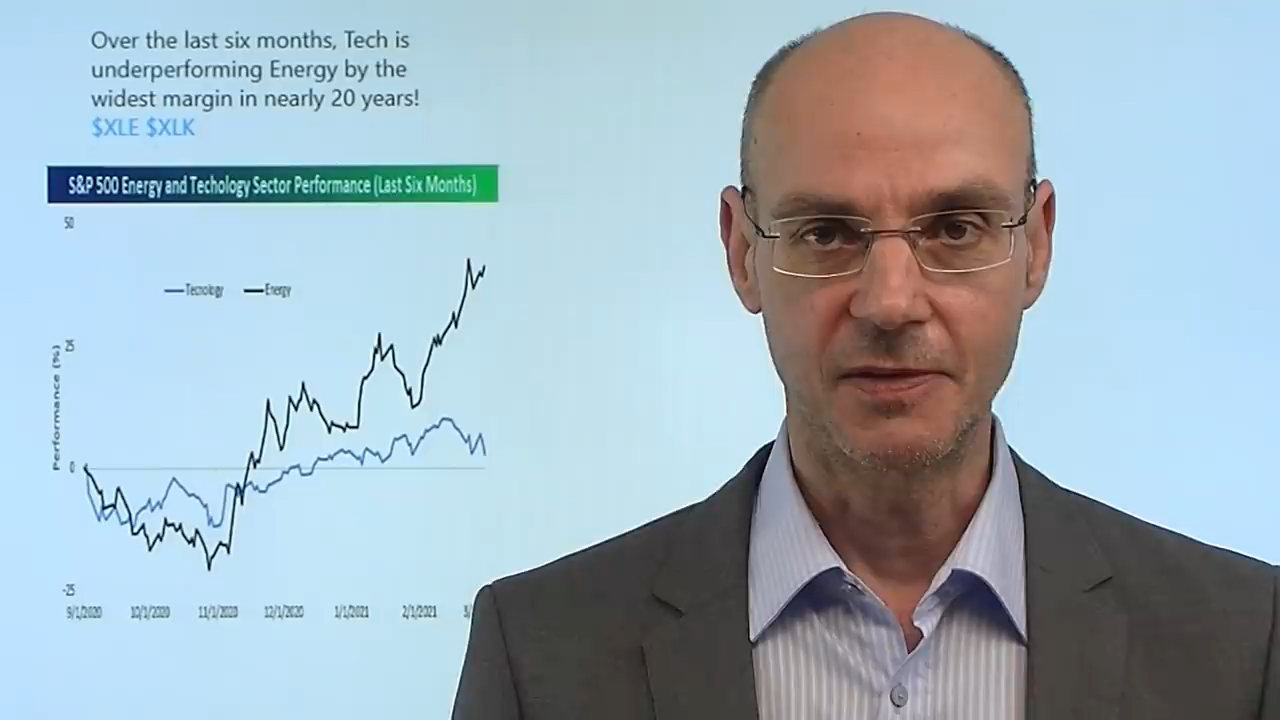 Over the last six months, Tech is
underperforming Energy by the
widest margin in nearly 20 years!
$XLE $XLK
S&P 500 Energy and Techology Sector Performance (Last Six Months)
50
Tecnology Energy
25
Performance (%)
0
-25
9/1/2020 10/1/2020 11/1/2020 12/1/2020 1/1/2021 2/1/2021